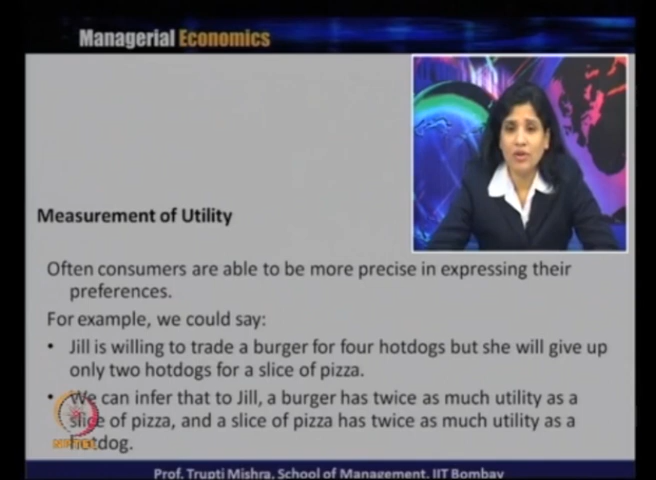 Managerial Economics
Measurement of Utility
Often consumers are able to be more precise in expressing their
preferences.
For example, we could say:
• Jill is willing to trade a burger for four hotdogs but she will give up
only two hotdogs for a slice of pizza.
• We can infer that to Jill, a burger has twice as much utility as a
slice of pizza, and a slice of pizza has twice as much utility as a
hotdog.
NPTEL
Prof. Trupti Mishra, School of Management, IIT Bombay